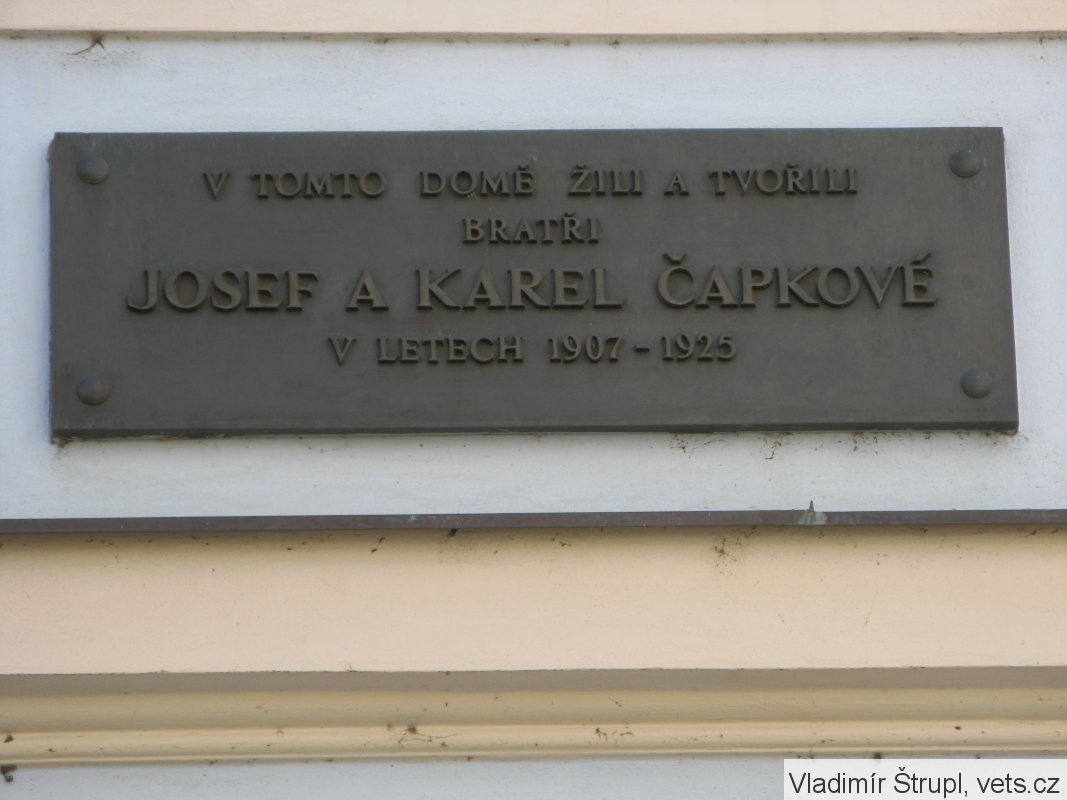 V TOMTO DOMĚ ŽILI A TVOŘILI
BRATŘI
JOSEF A KAREL ČAPKOVÉ
V LETECH 1907 - 1925
Vladimír Štrupl, vets.cz